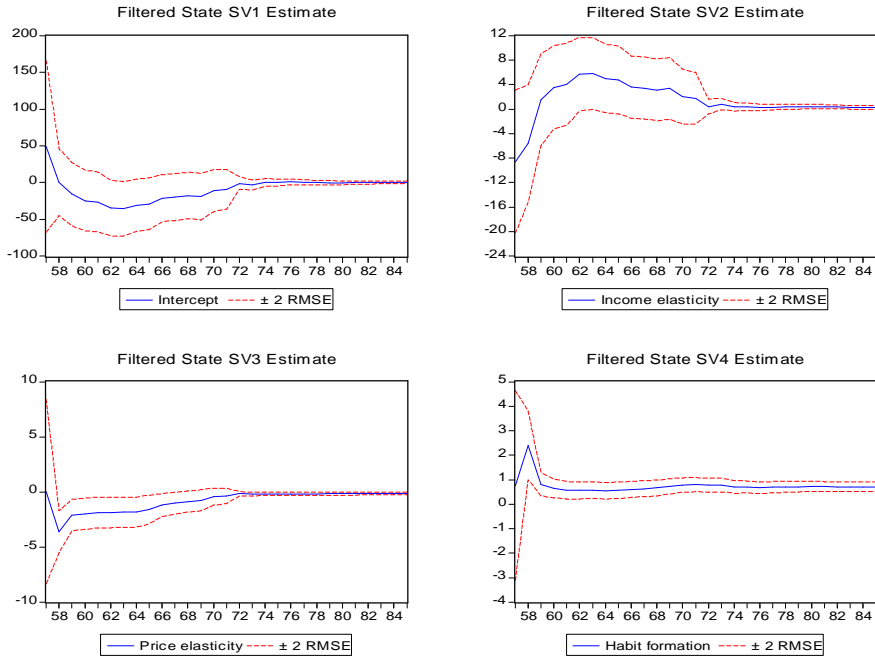 Filtered State SV1 Estimate
200
150
100
50
0
-50
-100
58 60 62 64 66 68 70 72 74 76 78 80 82 84
Intercept ± 2 RMSE
Filtered State SV2 Estimate
12
8
4
0
-4
-8
-12
-16
-20
-24
58 60 62 64 66 68 70 72 74 76 78 80 82 84
Income elasticity ± 2 RMSE
Filtered State SV3 Estimate
10
5
0
-5
-10
58 60 62 64 66 68 70 72 74 76 78 80 82 84
Price elasticity ± 2 RMSE
Filtered State SV4 Estimate
5
4
3
2
1
0
-1
-2
-3
-4
58 60 62 64 66 68 70 72 74 76 78 80 82 84
Habit formation ± 2 RMSE